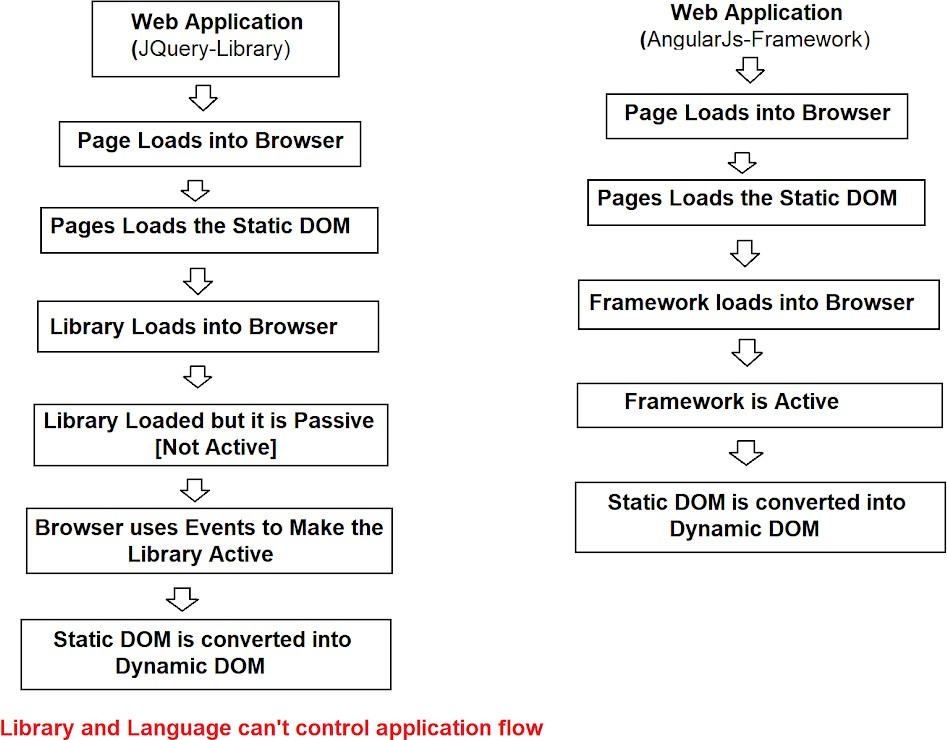 Web Application
(JQuery-Library)
Page Loads into Browser
Pages Loads the Static DOM
Library Loads into Browser
Library Loaded but it is Passive
[Not Active]
Browser uses Events to Make the
Library Active
Static DOM is converted into
Dynamic DOM
Web Application
(AngularJs-Framework)
Page Loads into Browser
Pages Loads the Static DOM
Framework loads into Browser
Framework is Active
Static DOM is converted into
Dynamic DOM
Library and Language can't control application flow